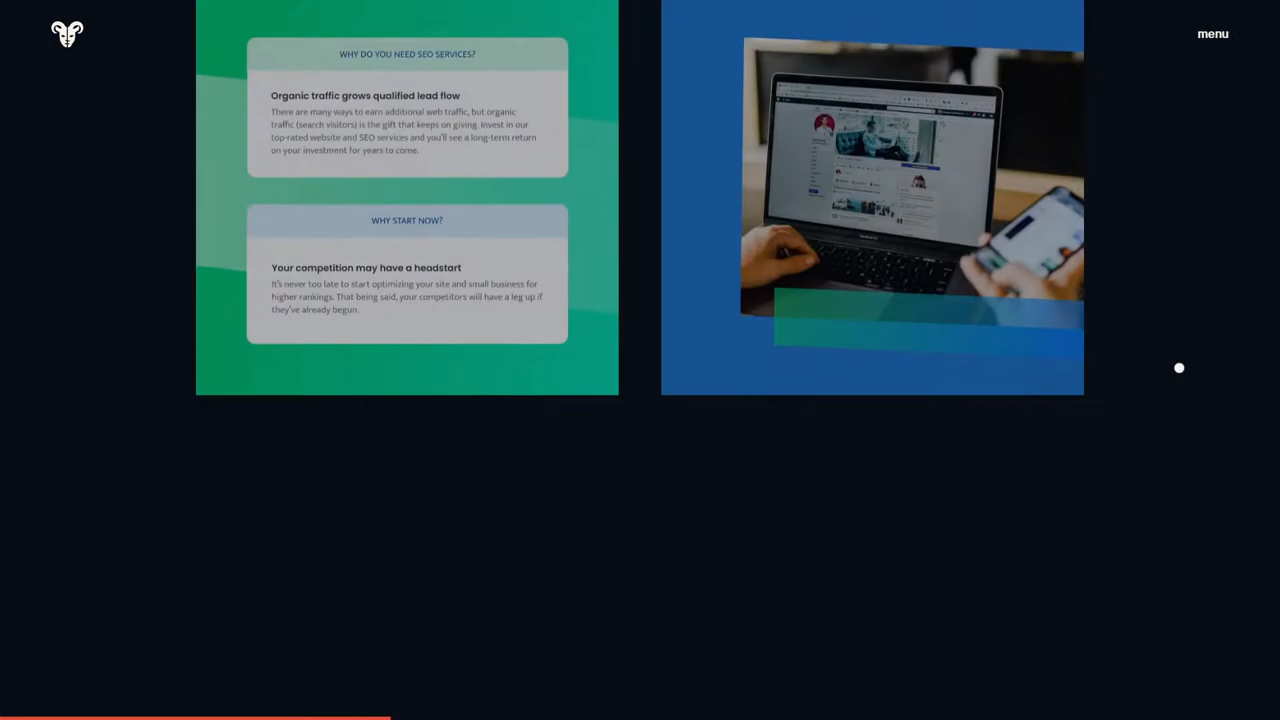 menu
WHY DO YOU NEED SEO SERVICES?
Organic traffic grows qualified lead flow
There are many ways to earn additional web traffic, but organic
traffic (search visitors) is the gift that keeps on giving. Invest in our
top-rated website and SEO services and you'll see a long-term return
on your investment for years to come.
WHY START NOW?
Your competition may have a headstart
It's never too late to start optimizing your site and small business for
higher rankings. That being said, your competitors will have a leg up if
they've already begun.